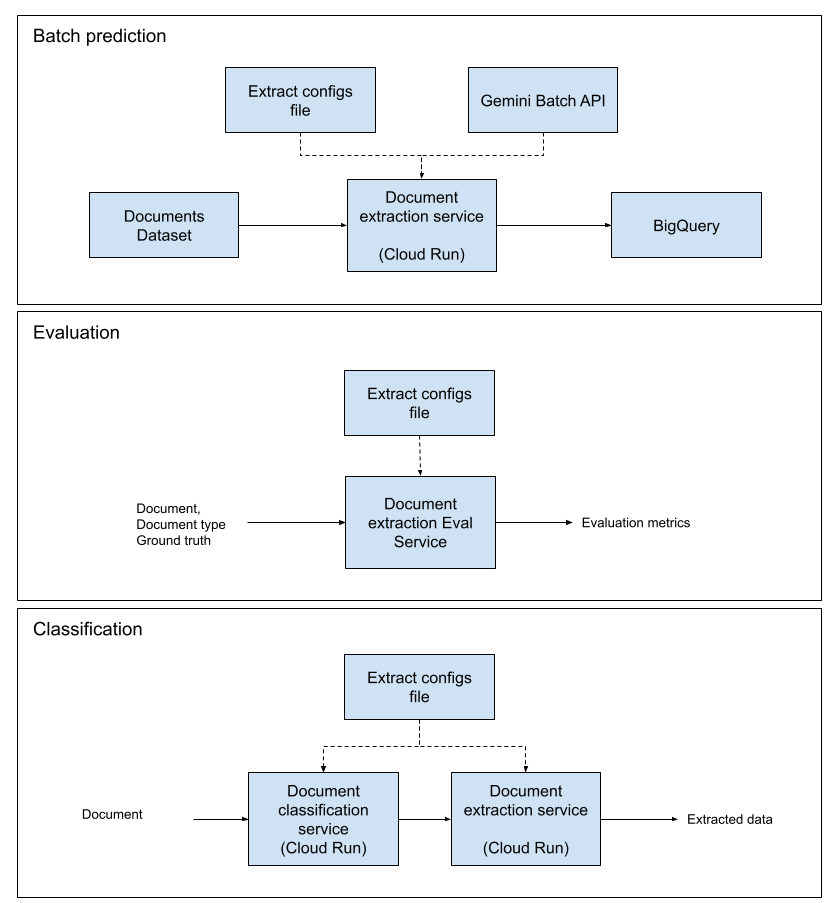 Batch prediction
Extract configs
file
Gemini Batch API
Documents
Dataset
Document
extraction service
(Cloud Run)
BigQuery
Evaluation
Extract configs
file
Document,
Document type
Ground truth
Document
extraction Eval
Service
Evaluation metrics
Classification
Extract configs
file
Document
Document
classification
service
(Cloud Run)
Document
extraction service
(Cloud Run)
Extracted data